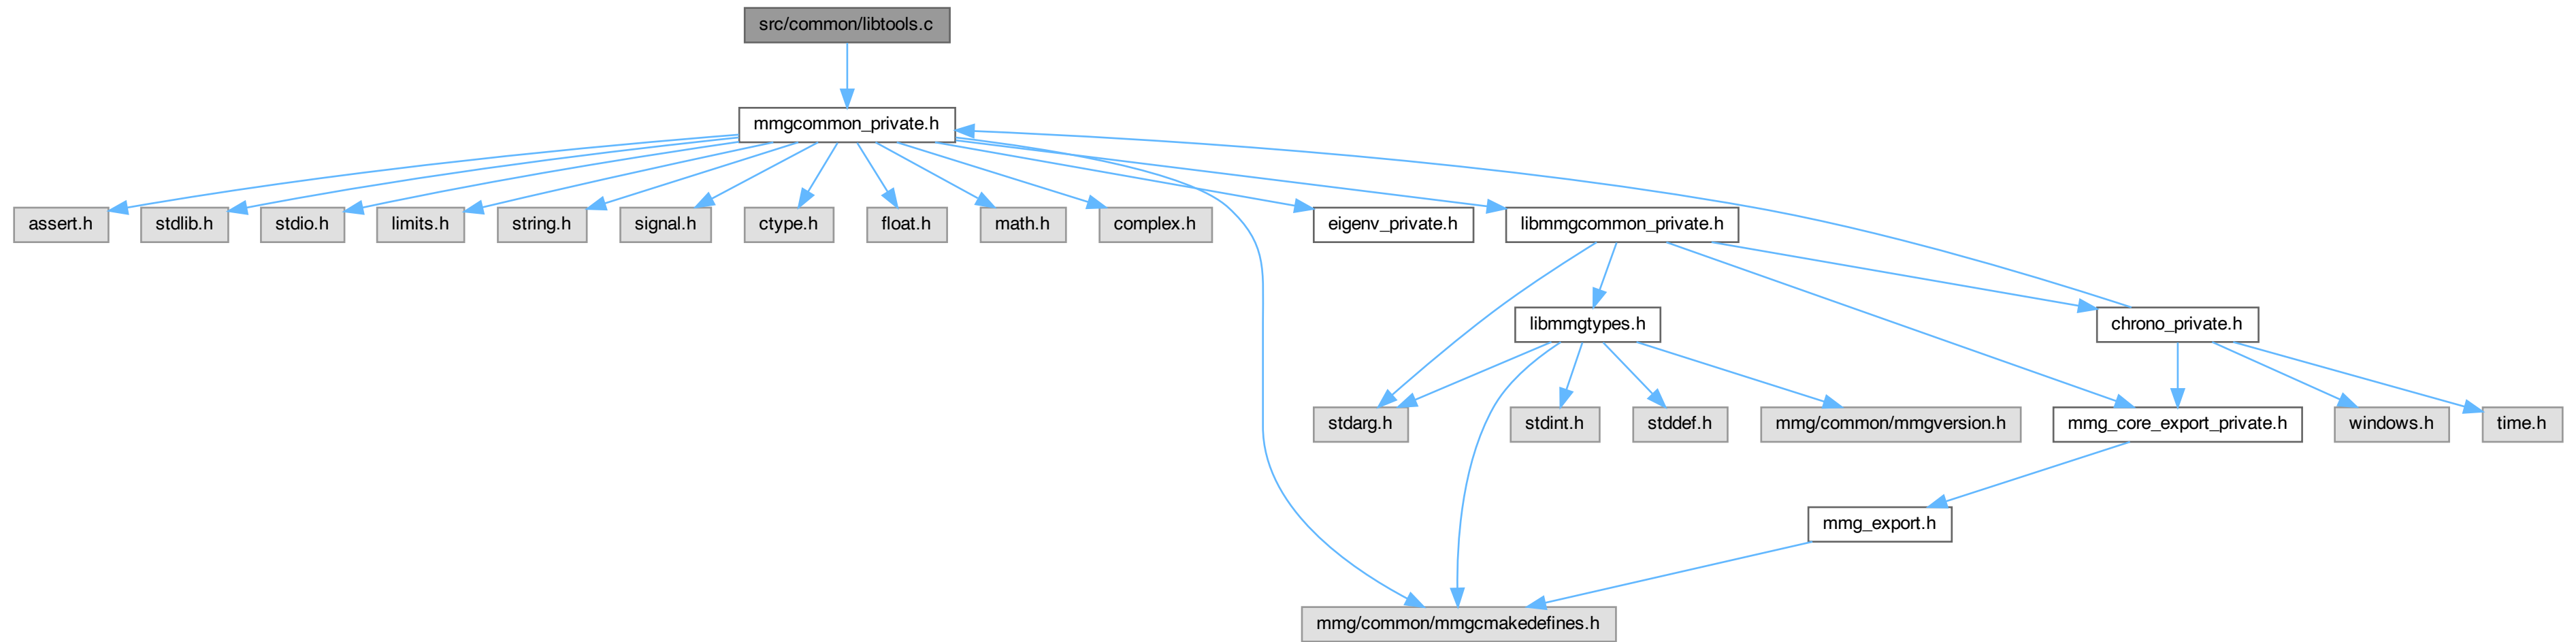 src/common/libtools.c
mmgcommon_private.h
assert.h
stdlib.h
stdio.h
limits.h
string.h
signal.h
ctype.h
float.h
math.h
complex.h
eigenv_private.h
libmmgcommon_private.h
libmmgtypes.h
chrono_private.h
stdarg.h
stdint.h
stddef.h
mmg/common/mmgversion.h
mmg_core_export_private.h
windows.h
time.h
mmg_export.h
mmg/common/mmgcmakedefines.h